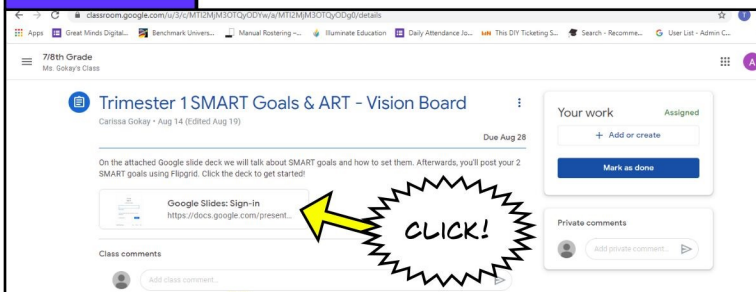 classroom.google.com/u/3/c/MTI2MjM3OTQyODYw/a/MTI2MjM3OTQyODg0/details
Apps Great Minds Digital... Benchmark Univers... Manual Rostering –... Illuminate Education Daily Attendance Jo... This DIY Ticketing S... Search - Recomme... User List - Admin C...
7/8th Grade
Ms. Gokay's Class
A
Trimester 1 SMART Goals & ART - Vision Board
Carissa Gokay • Aug 14 (Edited Aug 19)
Due Aug 28
On the attached Google slide deck we will talk about SMART goals and how to set them. Afterwards, you'll post your 2
SMART goals using Flipgrid. Click the deck to get started!
Google Slides: Sign-in
https://docs.google.com/present...
CLICK!
Class comments
Add class comment...
Your work Assigned
+ Add or create
Mark as done
Private comments
Add private comment...